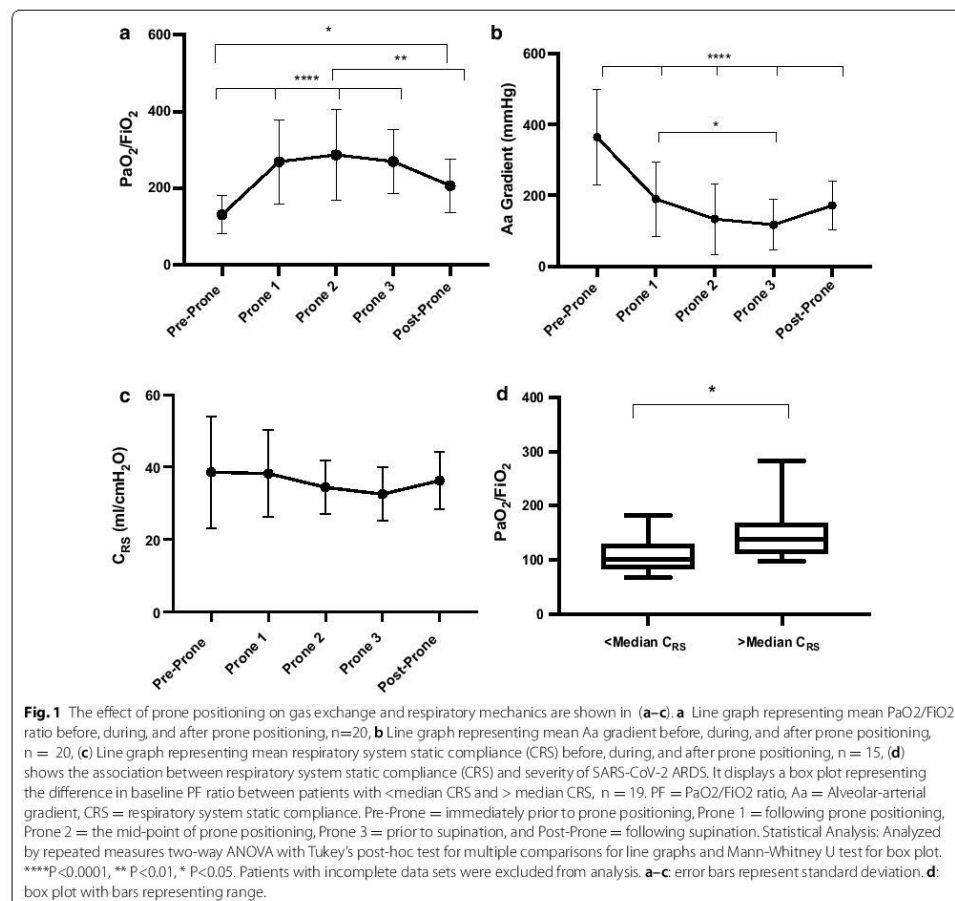 a
600
400
200
0
PaO2/FiO2
*
**
****
Pre-Prone
Prone 1
Prone 2
Prone 3
Post-Prone
b
600
400
200
0
Aa Gradient (mmHg)
****
*
Pre-Prone
Prone 1
Prone 2
Prone 3
Post-Prone
c
60
40
20
0
CRS (ml/cmH2O)
Pre-Prone
Prone 1
Prone 2
Prone 3
Post-Prone
d
400
300
200
150
100
0
PaO2/FiO2
*
<Median CRS
>Median CRS
Fig. 1 The effect of prone positioning on gas exchange and respiratory mechanics are shown in (a–c). a Line graph representing mean PaO2/FiO2
ratio before, during, and after prone positioning, n=20, b Line graph representing mean Aa gradient before, during, and after prone positioning,
n = 20, (c) Line graph representing mean respiratory system static compliance (CRS) before, during, and after prone positioning, n = 15, (d)
shows the association between respiratory system static compliance (CRS) and severity of SARS-CoV-2 ARDS. It displays a box plot representing
the difference in baseline PF ratio between patients with <median CRS and > median CRS, n = 19. PF = PaO2/FiO2 ratio, Aa = Alveolar-arterial
gradient, CRS = respiratory system static compliance. Pre-Prone = immediately prior to prone positioning, Prone 1 = following prone positioning,
Prone 2 = the mid-point of prone positioning, Prone 3 = prior to supination, and Post-Prone = following supination. Statistical Analysis: Analyzed
by repeated measures two-way ANOVA with Tukey's post-hoc test for multiple comparisons for line graphs and Mann-Whitney U test for box plot.
****P<0.0001, ** P<0.01, * P<0.05. Patients with incomplete data sets were excluded from analysis. a–c: error bars represent standard deviation. d:
box plot with bars representing range.